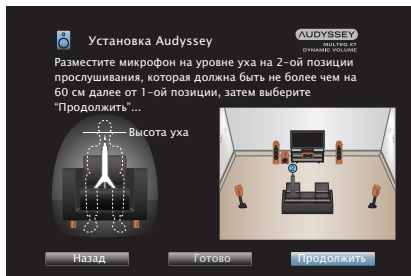 Установка Audyssey
AUDYSSEY
MULTEQ XT
DYNAMIC VOLUME
Разместите микрофон на уровне уха на 2-ой позиции
прослушивания, которая должна быть не более чем на
60 см далее от 1-ой позиции, затем выберите
“Продолжить”...
Высота уха
Назад
Готово
Продолжить